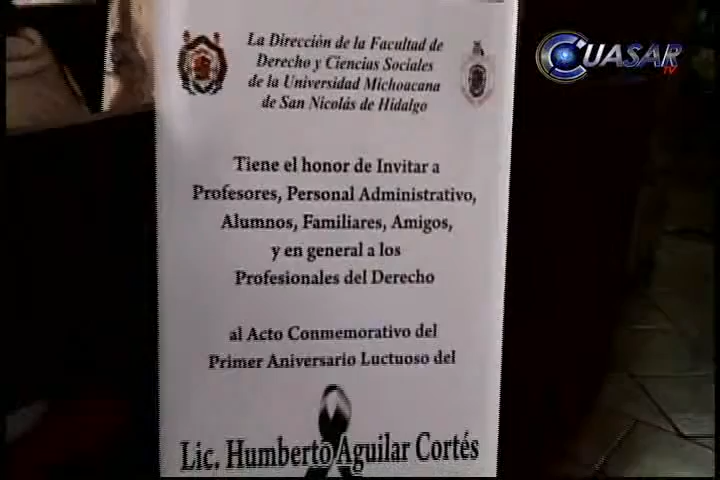 CUASAR TV
La Dirección de la Facultad de
Derecho y Ciencias Sociales
de la Universidad Michoacana
de San Nicolás de Hidalgo
Tiene el honor de Invitar a
Profesores, Personal Administrativo,
Alumnos, Familiares, Amigos,
y en general a los
Profesionales del Derecho
al Acto Conmemorativo del
Primer Aniversario Luctuoso del
Lic. Humberto Aguilar Cortés